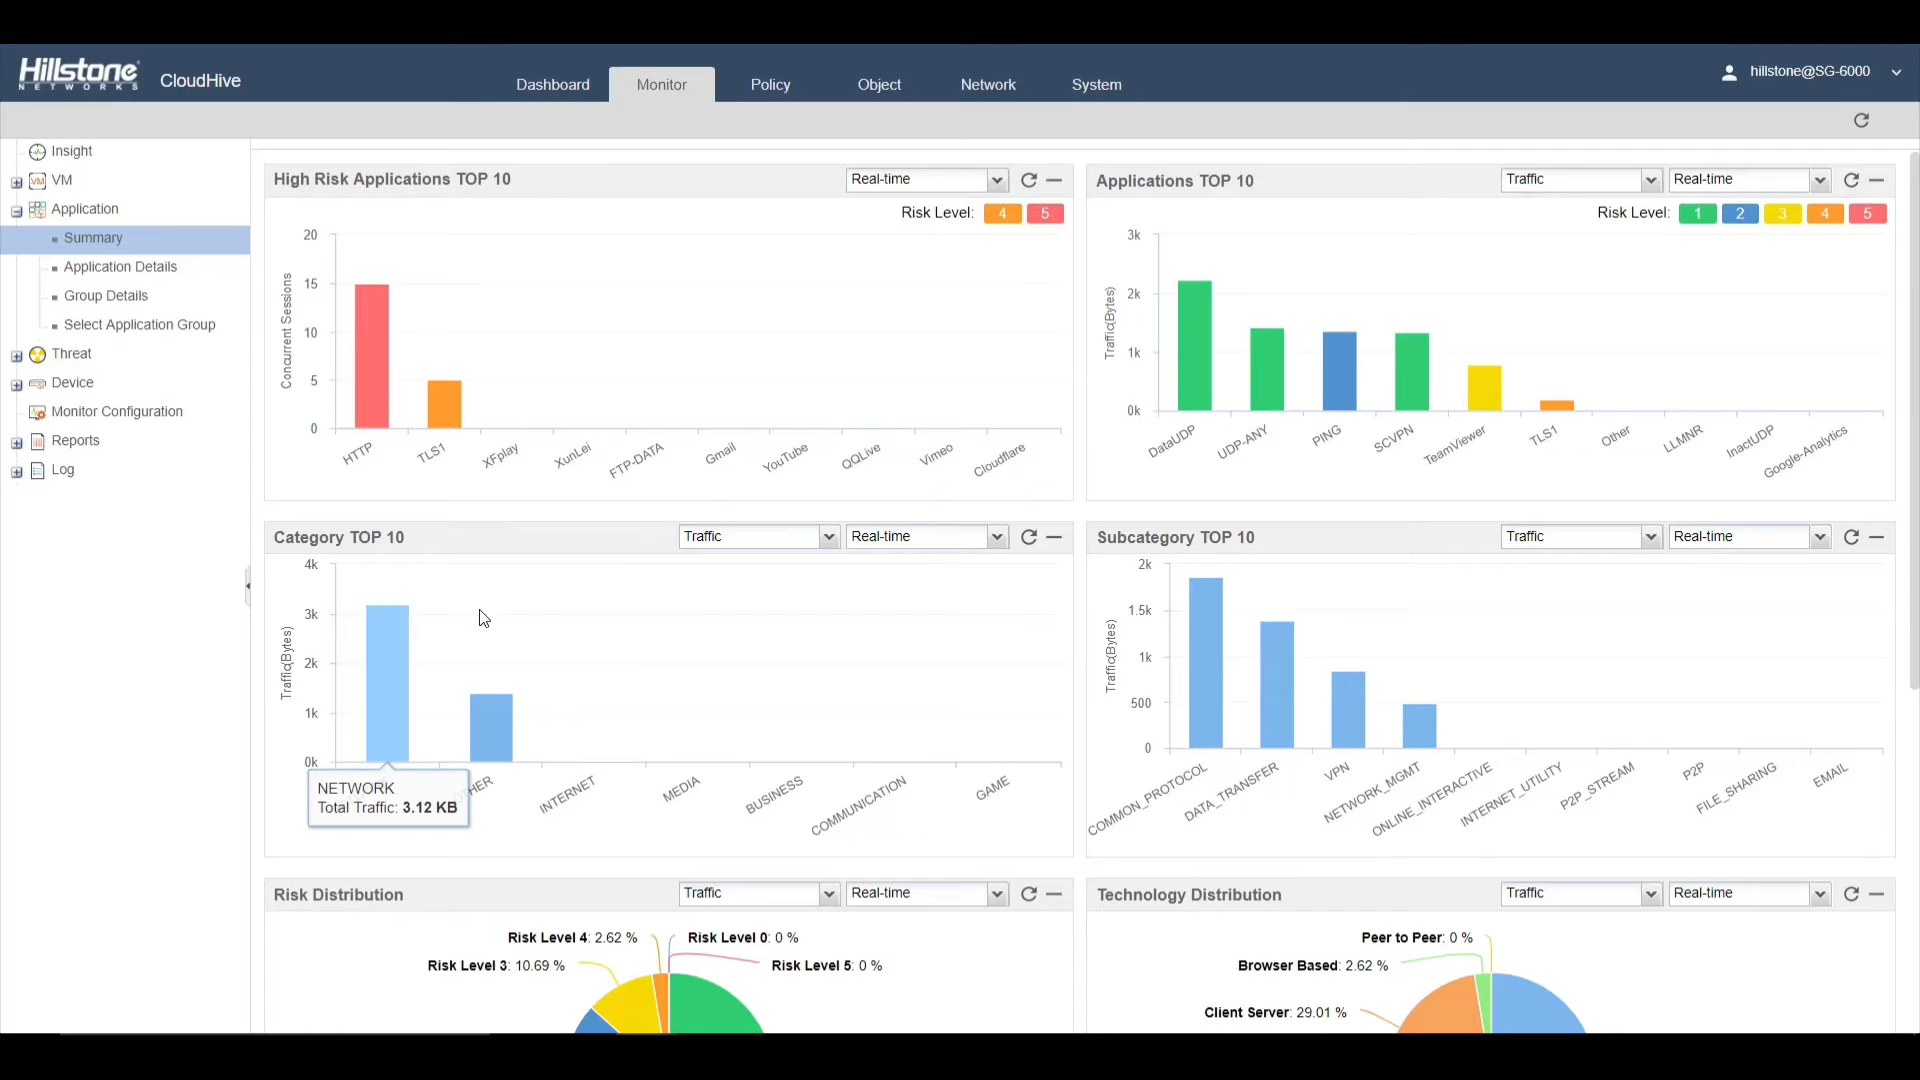 Hillstone
NETWORKS
CloudHive
Dashboard
Monitor
Policy
Object
Network
System
hillstone@SG-6000
Insight
VM
Application
Summary
Application Details
Group Details
Select Application Group
Threat
Device
Monitor Configuration
Reports
Log
High Risk Applications TOP 10
Real-time
Risk Level: 4 5
Concurrent Sessions
20
15
10
5
0
HTTP
TLS1
XFplay
XunLei
FTP-DATA
Gmail
YouTube
QQLive
Vimeo
Cloudflare
Applications TOP 10
Traffic
Real-time
Risk Level: 1 2 3 4 5
Traffic(Bytes)
3k
2k
1k
0k
DataUDP
UDP-ANY
PING
SCVPN
TeamViewer
TLS1
Other
LLMNR
InactUDP
Google-Analytics
Category TOP 10
Traffic
Real-time
Traffic(Bytes)
4k
3k
2k
1k
0k
NETWORK
Total Traffic: 3.12 KB
THER
INTERNET
MEDIA
BUSINESS
COMMUNICATION
GAME
Subcategory TOP 10
Traffic
Real-time
Traffic(Bytes)
2k
1.5k
1k
500
0
COMMON_PROTOCOL
DATA_TRANSFER
VPN
NETWORK_MGMT
ONLINE_INTERACTIVE
INTERNET_UTILITY
P2P_STREAM
P2P
FILE_SHARING
EMAIL
Risk Distribution
Traffic
Real-time
Risk Level 4: 2.62 %
Risk Level 0: 0 %
Risk Level 3: 10.69 %
Risk Level 5: 0 %
Technology Distribution
Traffic
Real-time
Peer to Peer: 0 %
Browser Based: 2.62 %
Client Server: 29.01 %